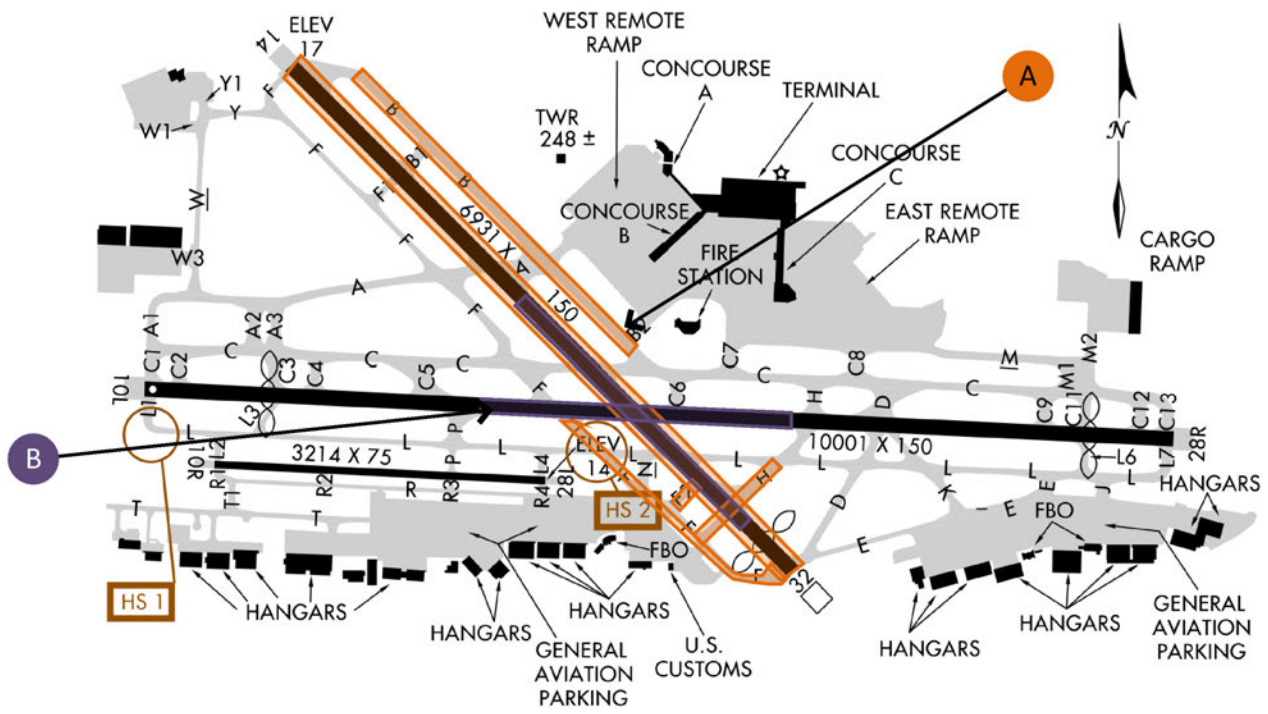 14
ELEV
17
WEST REMOTE
RAMP
CONCOURSE
A
TERMINAL
A
TWR
248 ±
CONCOURSE
C
N
Y1
Y
W1
F
B
B1
B
F
F1
F
W
W3
6931 X 150
A
CONCOURSE
B
FIRE
STATION
EAST REMOTE
RAMP
CARGO
RAMP
A
F
B2
A1
A2
A3
C
C
C
C1
C2
C3
C4
C5
F
C6
C7
C
C8
H
D
C
M
M1
M2
C9
C11
C12
C13
10L
L1
L
L2
L3
L
P
L
10001 X 150
28R
B
10R
3214 X 75
P
L4
28L
ELEV
14
L
N
L
L
L
L
L6
L
L7
R1
R2
R
R3
R4
T1
T
T
HS 2
F
F
H
F
32
D
E
K
E
E
J
FBO
HANGARS
HS 1
HANGARS
HANGARS
HANGARS
FBO
GENERAL
AVIATION
PARKING
U.S.
CUSTOMS
HANGARS
HANGARS
GENERAL
AVIATION
PARKING